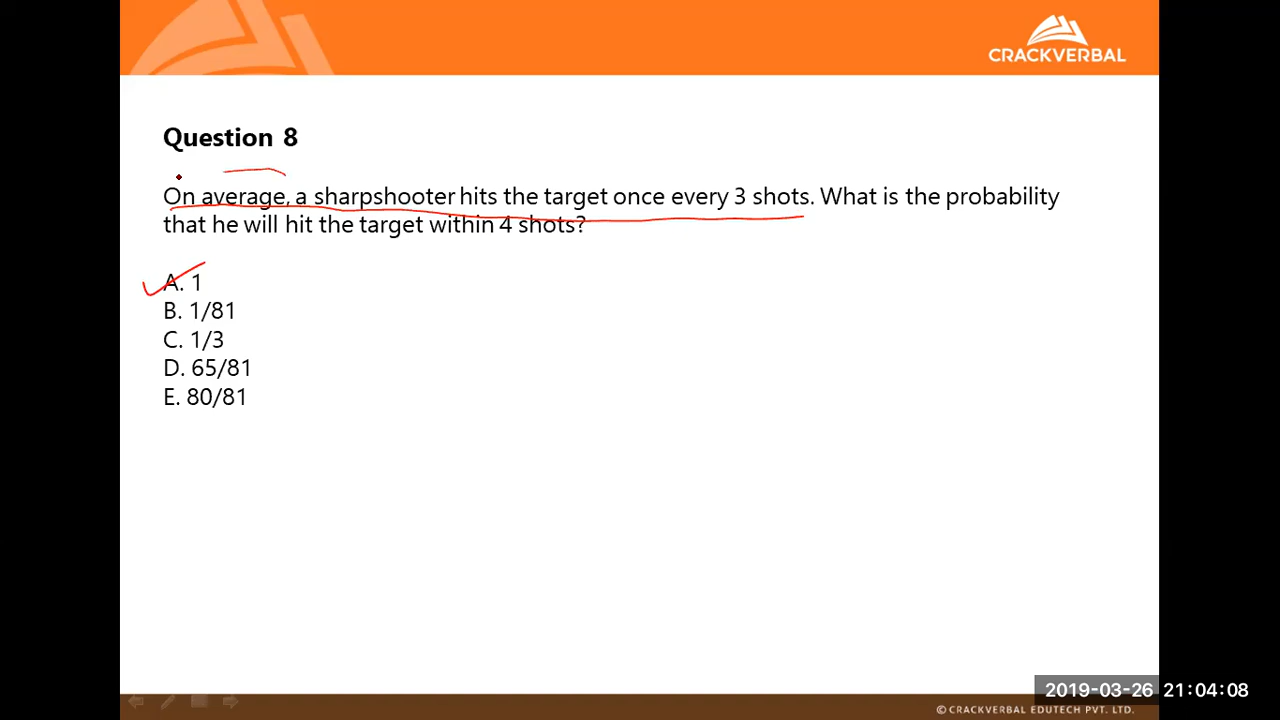 CRACKVERBAL
Question 8
On average, a sharpshooter hits the target once every 3 shots. What is the probability
that he will hit the target within 4 shots?
A. 1
B. 1/81
C. 1/3
D. 65/81
E. 80/81
2019-03-26 21:04:08
© CRACKVERBAL EDUTECH PVT. LTD.